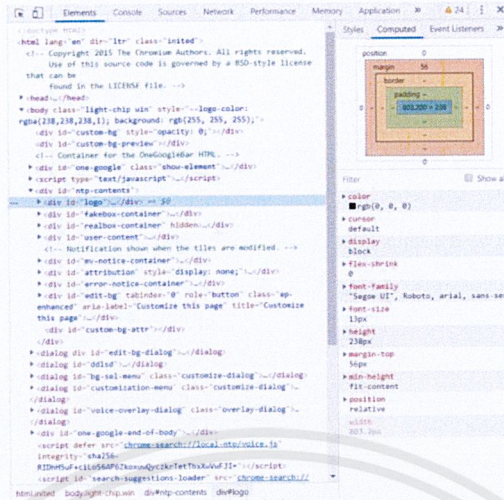 Elements Console Sources Network Performance Memory Application » 24 1
<!doctype html>
<html lang="en" dir="ltr" class="inited">
<!-- Copyright 2015 The Chromium Authors. All rights reserved.
Use of this source code is governed by a BSD-style license
that can be
found in the LICENSE file. -->
<head>…</head>
<body class="light-chip win" style="--logo-color:
rgba(238,238,238,1); background: rgb(255, 255, 255);">
<div id="custom-bg" style="opacity: 0;"></div>
<div id="custom-bg-preview"></div>
<!-- Container for the OneGoogleBar HTML. -->
<div id="one-google" class="show-element">…</div>
<script type="text/javascript">…</script>
<div id="ntp-contents">
… <div id="logo">…</div> == $0
<div id="fakebox-container">…</div>
<div id="realbox-container" hidden>…</div>
<div id="user-content">…</div>
<!-- Notification shown when the tiles are modified. -->
<div id="mv-notice-container">…</div>
<div id="attribution" style="display: none;">…</div>
<div id="error-notice-container">…</div>
<div id="edit-bg" tabindex="0" role="button" class="ep-
enhanced" aria-label="Customize this page" title="Customize
this page">…</div>
<div id="custom-bg-attr"></div>
</div>
<dialog div id="edit-bg-dialog">…</dialog>
<dialog id="ddlsd">…</dialog>
<dialog id="bg-sel-menu" class="customize-dialog">…</dialog>
<dialog id="customization-menu" class="customize-dialog">…
</dialog>
<dialog id="voice-overlay-dialog" class="overlay-dialog">…
</dialog>
<div id="one-google-end-of-body">…</div>
<script defer src="chrome-search://local-ntp/voice.js"
integrity="sha256-
<script id="search-suggestions-loader" src="chrome-search://
html.inited body.light-chip.win div#ntp-contents div#logo
Styles Computed Event Listeners »
position 0
margin 56
border -
padding -
803.200 × 238
0
Filter Show all
color
rgb(0, 0, 0)
cursor
default
display
block
flex-shrink
0
font-family
"Segoe UI", Roboto, arial, sans-se
font-size
13px
height
238px
margin-top
56px
min-height
fit-content
position
relative
width